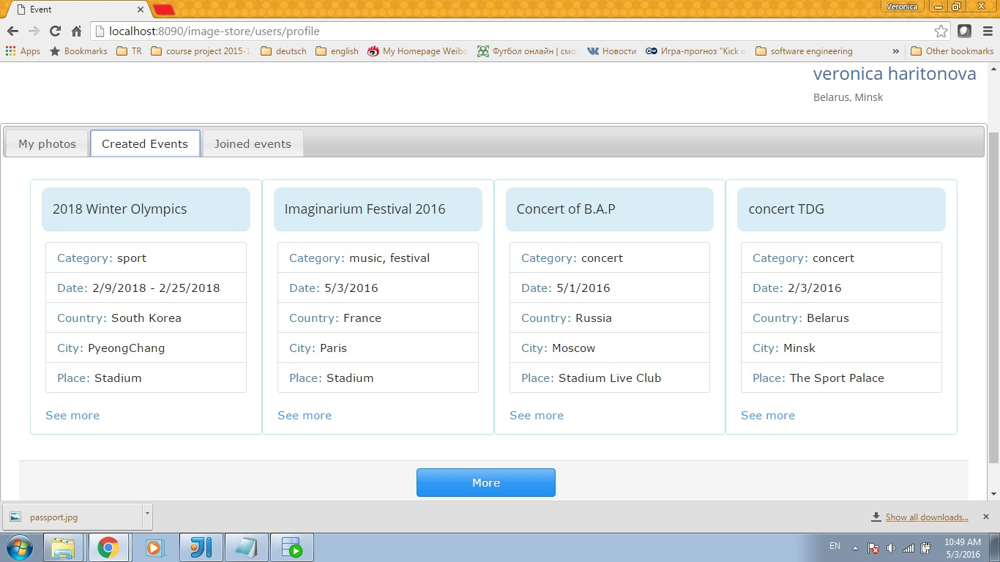 Event
Veronica
localhost:8090/image-store/users/profile
Apps Bookmarks TR course project 2015-1 deutsch english My Homepage Weibo Футбол онлайн | смо Новости Игра-прогноз "Kick o software engineering » Other bookmarks
veronica haritonova
Belarus, Minsk
My photos Created Events Joined events
2018 Winter Olympics
Category: sport
Date: 2/9/2018 - 2/25/2018
Country: South Korea
City: PyeongChang
Place: Stadium
See more
Imaginarium Festival 2016
Category: music, festival
Date: 5/3/2016
Country: France
City: Paris
Place: Stadium
See more
Concert of B.A.P
Category: concert
Date: 5/1/2016
Country: Russia
City: Moscow
Place: Stadium Live Club
See more
concert TDG
Category: concert
Date: 2/3/2016
Country: Belarus
City: Minsk
Place: The Sport Palace
See more
More
passport.jpg
Show all downloads...
EN
10:49 AM
5/3/2016